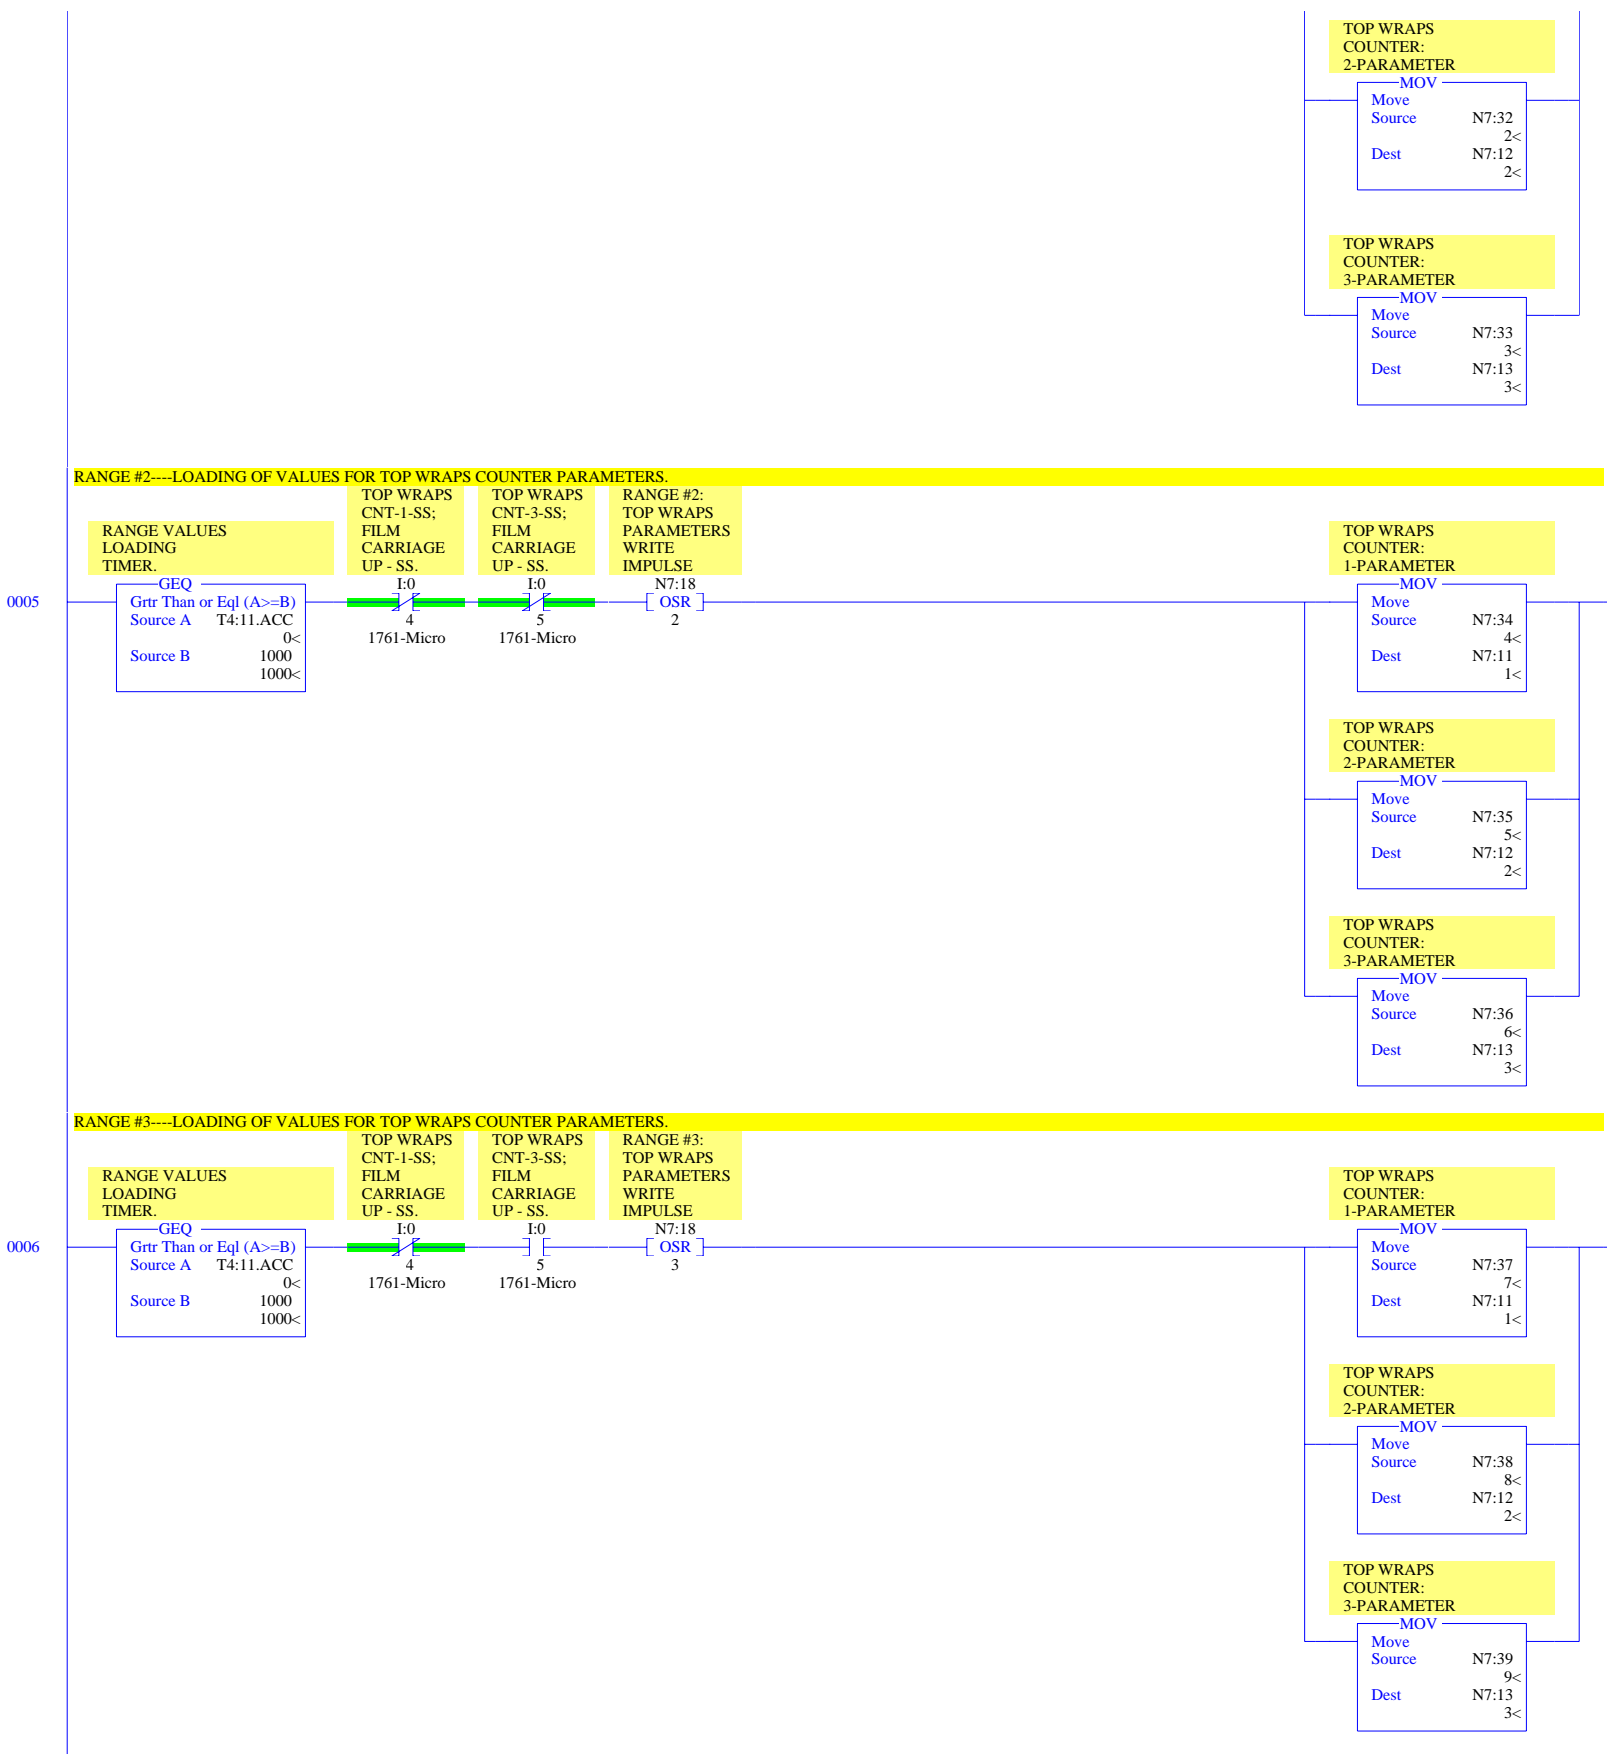 TOP WRAPS
COUNTER:
2-PARAMETER
MOV
Move
Source N7:32
2<
Dest N7:12
2<
TOP WRAPS
COUNTER:
3-PARAMETER
MOV
Move
Source N7:33
3<
Dest N7:13
3<
RANGE #2----LOADING OF VALUES FOR TOP WRAPS COUNTER PARAMETERS.
0005
RANGE VALUES
LOADING
TIMER.
GEQ
Grtr Than or Eql (A>=B)
Source A T4:11.ACC
0<
Source B 1000
1000<
TOP WRAPS
CNT-1-SS;
FILM
CARRIAGE
UP - SS.
I:0
4
1761-Micro
TOP WRAPS
CNT-3-SS;
FILM
CARRIAGE
UP - SS.
I:0
5
1761-Micro
RANGE #2:
TOP WRAPS
PARAMETERS
WRITE
IMPULSE
N7:18
OSR
2
TOP WRAPS
COUNTER:
1-PARAMETER
MOV
Move
Source N7:34
4<
Dest N7:11
1<
TOP WRAPS
COUNTER:
2-PARAMETER
MOV
Move
Source N7:35
5<
Dest N7:12
2<
TOP WRAPS
COUNTER:
3-PARAMETER
MOV
Move
Source N7:36
6<
Dest N7:13
3<
RANGE #3----LOADING OF VALUES FOR TOP WRAPS COUNTER PARAMETERS.
0006
RANGE VALUES
LOADING
TIMER.
GEQ
Grtr Than or Eql (A>=B)
Source A T4:11.ACC
0<
Source B 1000
1000<
TOP WRAPS
CNT-1-SS;
FILM
CARRIAGE
UP - SS.
I:0
4
1761-Micro
TOP WRAPS
CNT-3-SS;
FILM
CARRIAGE
UP - SS.
I:0
5
1761-Micro
RANGE #3:
TOP WRAPS
PARAMETERS
WRITE
IMPULSE
N7:18
OSR
3
TOP WRAPS
COUNTER:
1-PARAMETER
MOV
Move
Source N7:37
7<
Dest N7:11
1<
TOP WRAPS
COUNTER:
2-PARAMETER
MOV
Move
Source N7:38
8<
Dest N7:12
2<
TOP WRAPS
COUNTER:
3-PARAMETER
MOV
Move
Source N7:39
9<
Dest N7:13
3<